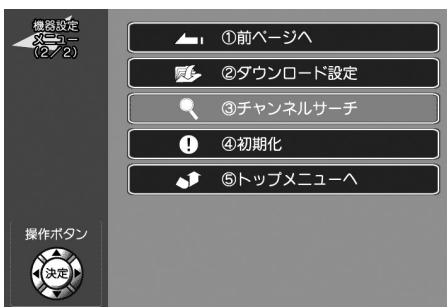 機器設定
メニュー
(2/2)
①前ページへ
②ダウンロード設定
③チャンネルサーチ
④初期化
⑤トップメニューへ
操作ボタン
決定